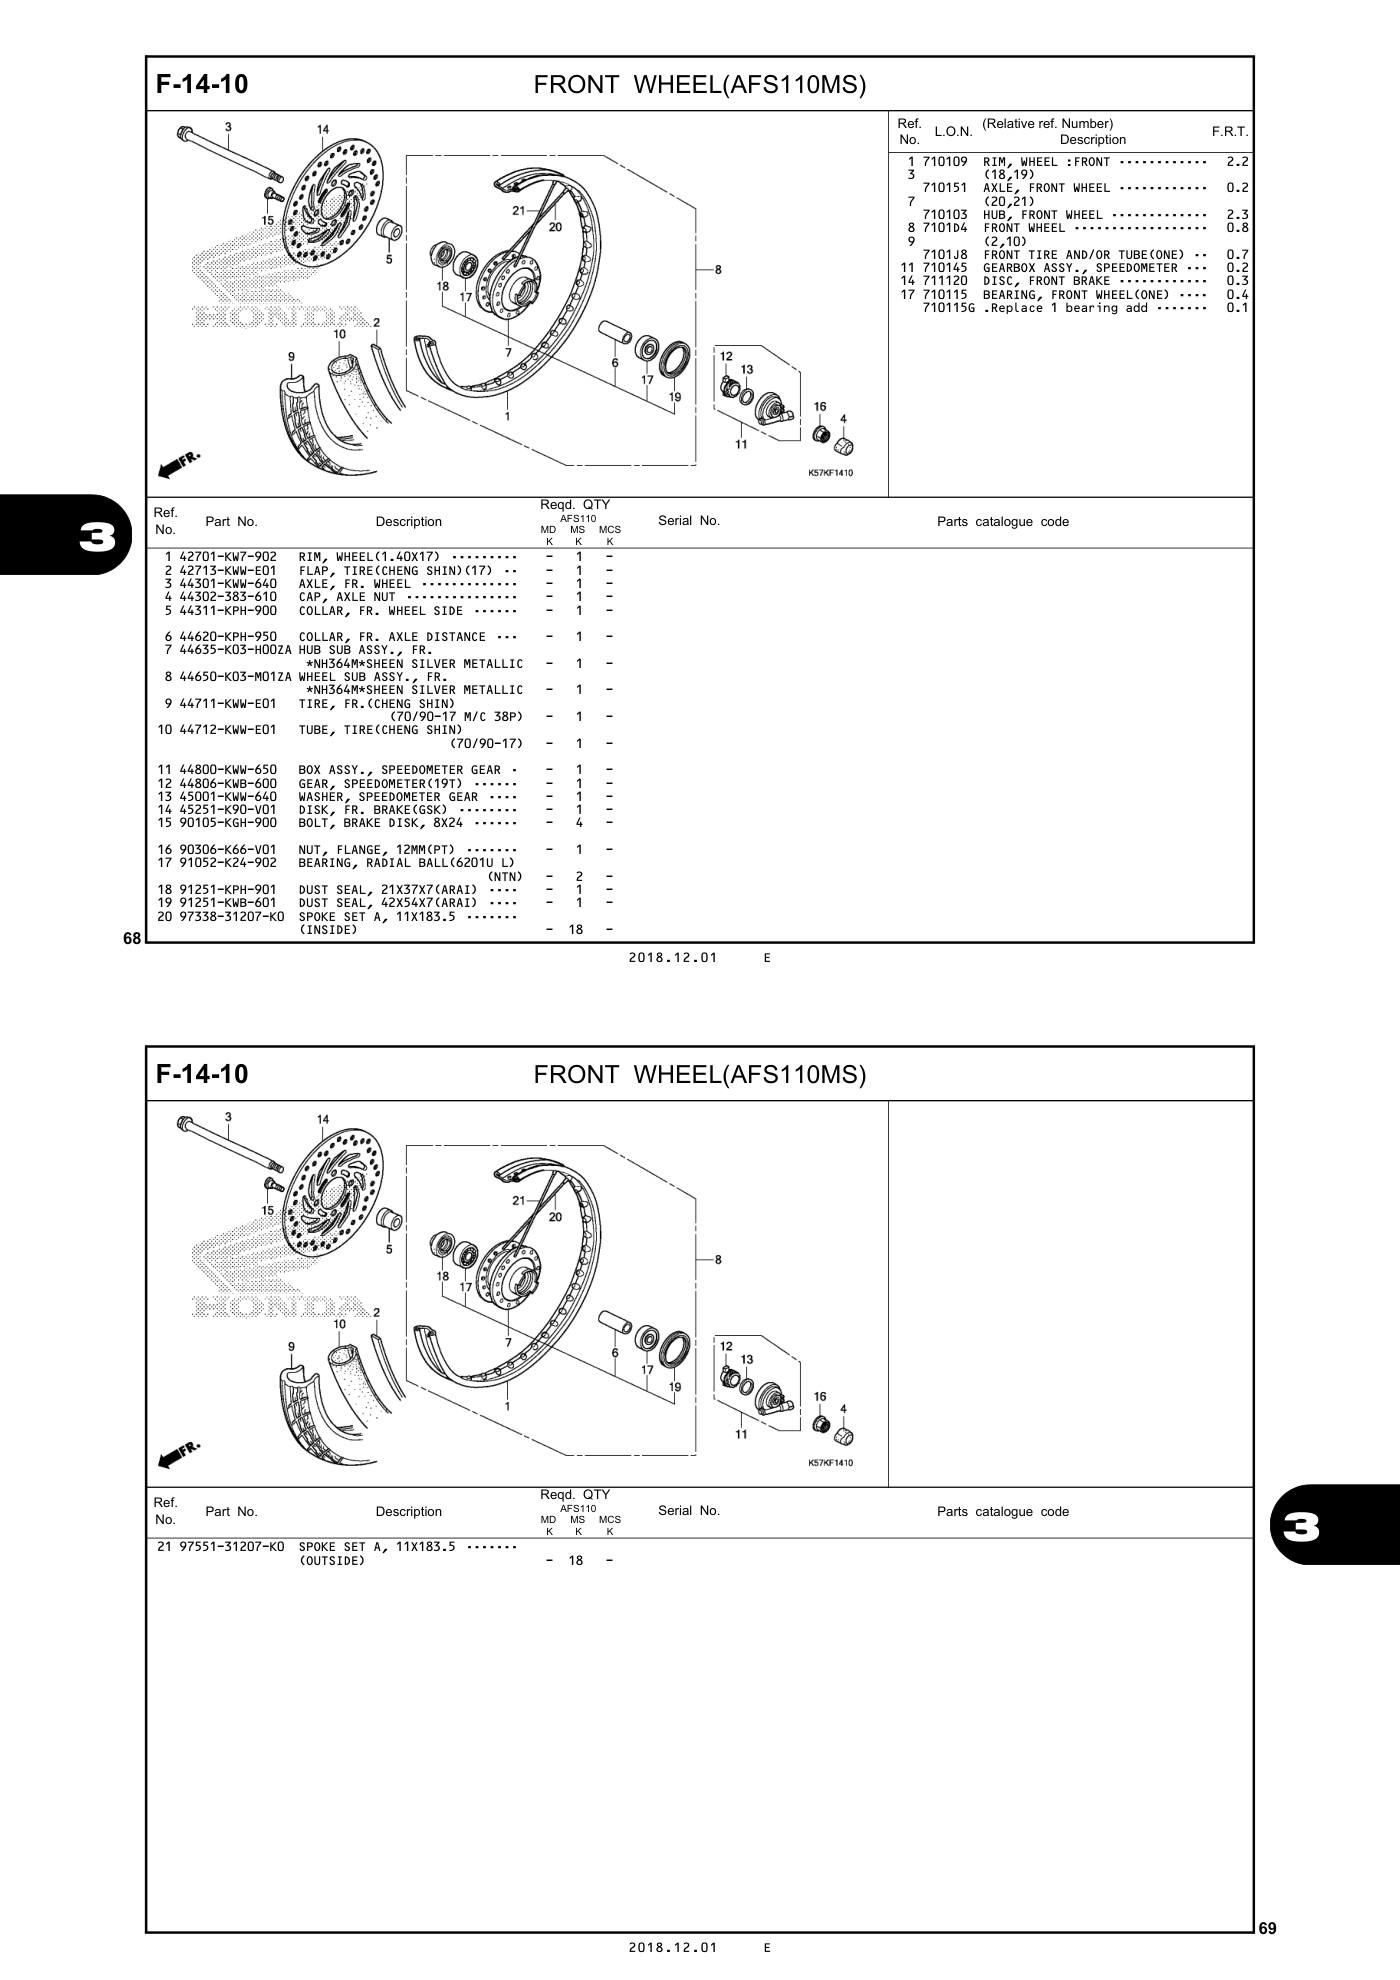 F-14-10 FRONT WHEEL(AFS110MS)
3
14
15
5
21
20
8
18
17
7
2
10
9
1
6
17
19
12
13
11
16
4
HONDA
FR.
K57KF1410
Ref. No. L.O.N. (Relative ref. Number) Description F.R.T.
1 710109 RIM, WHEEL :FRONT ------------ 2.2
3 (18,19)
710151 AXLE, FRONT WHEEL ------------ 0.2
7 (20,21)
710103 HUB, FRONT WHEEL ------------- 2.3
8 7101D4 FRONT WHEEL ------------------ 0.8
9 (2,10)
7101J8 FRONT TIRE AND/OR TUBE(ONE) -- 0.7
11 710145 GEARBOX ASSY., SPEEDOMETER --- 0.2
14 711120 DISC, FRONT BRAKE ------------ 0.3
17 710115 BEARING, FRONT WHEEL(ONE) ---- 0.4
710115G .Replace 1 bearing add ------- 0.1
Ref. No. Part No. Description Reqd. QTY Serial No. Parts catalogue code
AFS110
MD MS MCS
K K K
1 42701-KW7-902 RIM, WHEEL(1.40X17) --------- – 1 –
2 42713-KWW-E01 FLAP, TIRE(CHENG SHIN)(17) -- – 1 –
3 44301-KWW-640 AXLE, FR. WHEEL ------------- – 1 –
4 44302-383-610 CAP, AXLE NUT --------------- – 1 –
5 44311-KPH-900 COLLAR, FR. WHEEL SIDE ------ – 1 –
6 44620-KPH-950 COLLAR, FR. AXLE DISTANCE --- – 1 –
7 44635-K03-H00ZA HUB SUB ASSY., FR.
*NH364M*SHEEN SILVER METALLIC – 1 –
8 44650-K03-M01ZA WHEEL SUB ASSY., FR.
*NH364M*SHEEN SILVER METALLIC – 1 –
9 44711-KWW-E01 TIRE, FR.(CHENG SHIN)
(70/90-17 M/C 38P) – 1 –
10 44712-KWW-E01 TUBE, TIRE(CHENG SHIN)
(70/90-17) – 1 –
11 44800-KWW-650 BOX ASSY., SPEEDOMETER GEAR - – 1 –
12 44806-KWB-600 GEAR, SPEEDOMETER(19T) ------ – 1 –
13 45001-KWW-640 WASHER, SPEEDOMETER GEAR ---- – 1 –
14 45251-K90-V01 DISK, FR. BRAKE(GSK) -------- – 1 –
15 90105-KGH-900 BOLT, BRAKE DISK, 8X24 ------ – 4 –
16 90306-K66-V01 NUT, FLANGE, 12MM(PT) ------- – 1 –
17 91052-K24-902 BEARING, RADIAL BALL(6201U L)
(NTN) – 2 –
18 91251-KPH-901 DUST SEAL, 21X37X7(ARAI) ---- – 1 –
19 91251-KWB-601 DUST SEAL, 42X54X7(ARAI) ---- – 1 –
20 97338-31207-K0 SPOKE SET A, 11X183.5 -------
(INSIDE) – 18 –
3
68
2018.12.01 E
F-14-10 FRONT WHEEL(AFS110MS)
3
14
15
5
21
20
8
18
17
7
2
10
9
1
6
17
19
12
13
11
16
4
HONDA
FR.
K57KF1410
Ref. No. Part No. Description Reqd. QTY Serial No. Parts catalogue code
AFS110
MD MS MCS
K K K
21 97551-31207-K0 SPOKE SET A, 11X183.5 -------
(OUTSIDE) – 18 –
3
69
2018.12.01 E